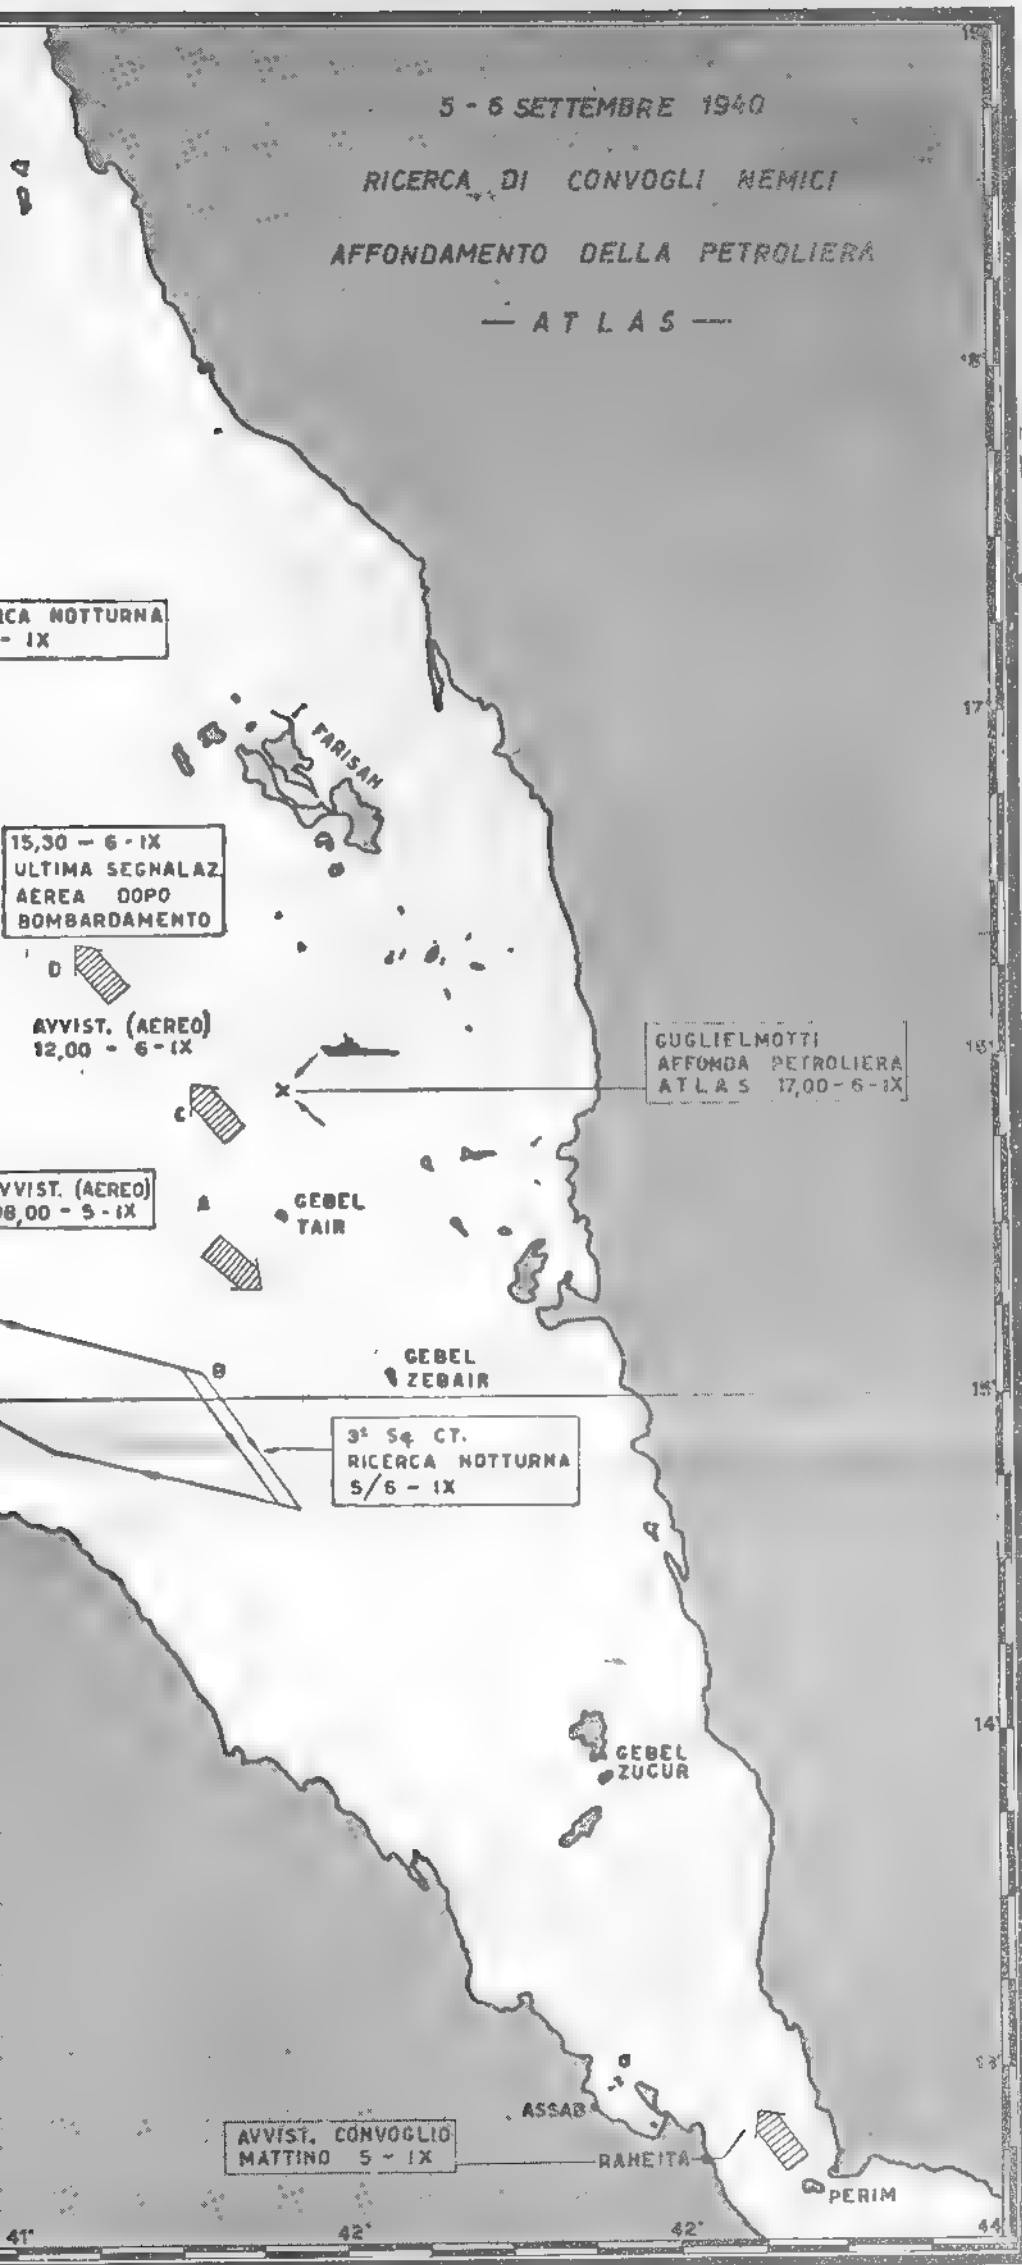 5 - 6 SETTEMBRE 1940
RICERCA DI CONVOGLI NEMICI
AFFONDAMENTO DELLA PETROLIERA
— ATLAS —
RCA NOTTURNA
- IX
FARISAN
15,30 - 6 - IX
ULTIMA SEGNALAZ.
AEREA DOPO
BOMBARDAMENTO
D
AVVIST. (AEREO)
12,00 - 6 - IX
C
GUGLIELMOTTI
AFFONDA PETROLIERA
ATLAS 17,00 - 6 - IX
VVIST. (AEREO)
08,00 - 5 - IX
A
GEBEL
TAIR
B
GEBEL
ZEBAIR
3ª Sq CT.
RICERCA NOTTURNA
5/6 - IX
GEBEL
ZUCUR
ASSAB
AVVIST. CONVOGLIO
MATTINO 5 - IX
RAHEITA
PERIM
18°
17°
16°
15°
14°
13°
41°
42°
42°
44